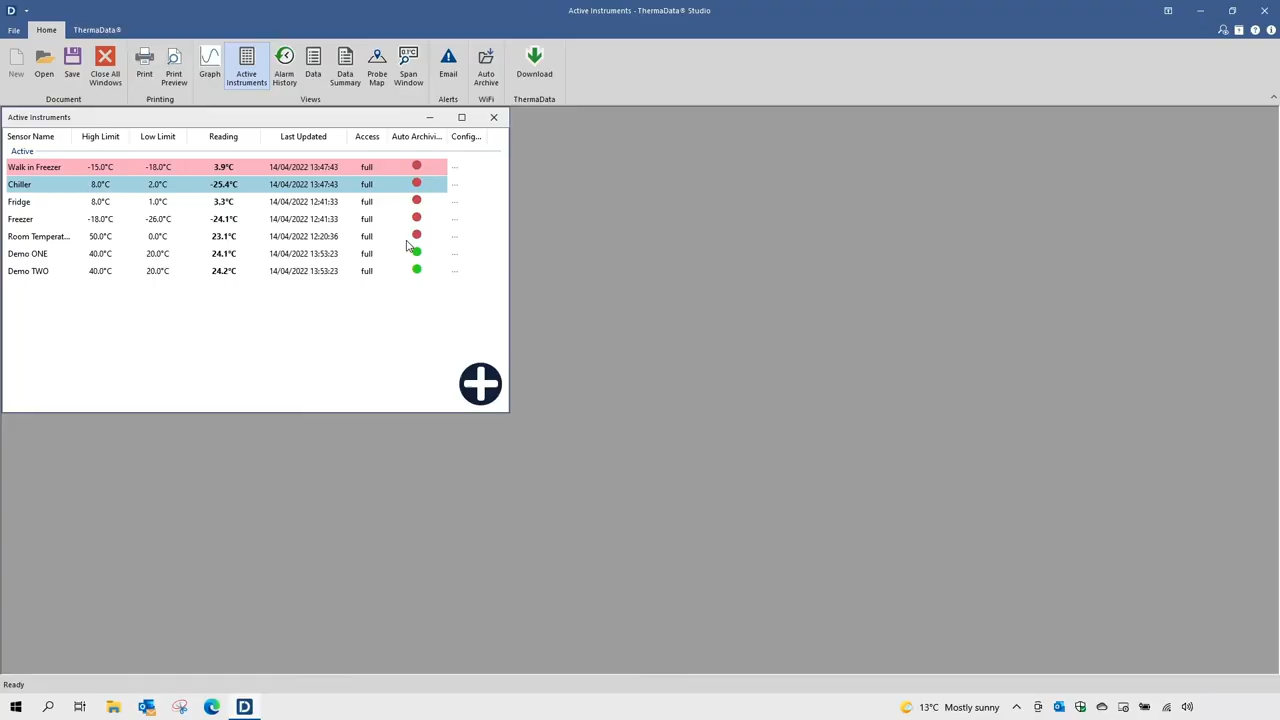 D
Active Instruments - ThermaData® Studio
File Home ThermaData®
New Open Save Close All Windows Print Print Preview Graph Active Instruments Alarm History Data Data Summary Probe Map 0.1°C Span Window Email Auto Archive Download
Document Printing Views Alerts WiFi ThermaData
Active Instruments
Sensor Name High Limit Low Limit Reading Last Updated Access Auto Archivi... Config...
Active
Walk in Freezer -15.0°C -18.0°C 3.9°C 14/04/2022 13:47:43 full ...
Chiller 8.0°C 2.0°C -25.4°C 14/04/2022 13:47:43 full ...
Fridge 8.0°C 1.0°C 3.3°C 14/04/2022 12:41:33 full ...
Freezer -18.0°C -26.0°C -24.1°C 14/04/2022 12:41:33 full ...
Room Temperat... 50.0°C 0.0°C 23.1°C 14/04/2022 12:20:36 full ...
Demo ONE 40.0°C 20.0°C 24.1°C 14/04/2022 13:53:23 full ...
Demo TWO 40.0°C 20.0°C 24.2°C 14/04/2022 13:53:23 full ...
Ready
D 13°C Mostly sunny